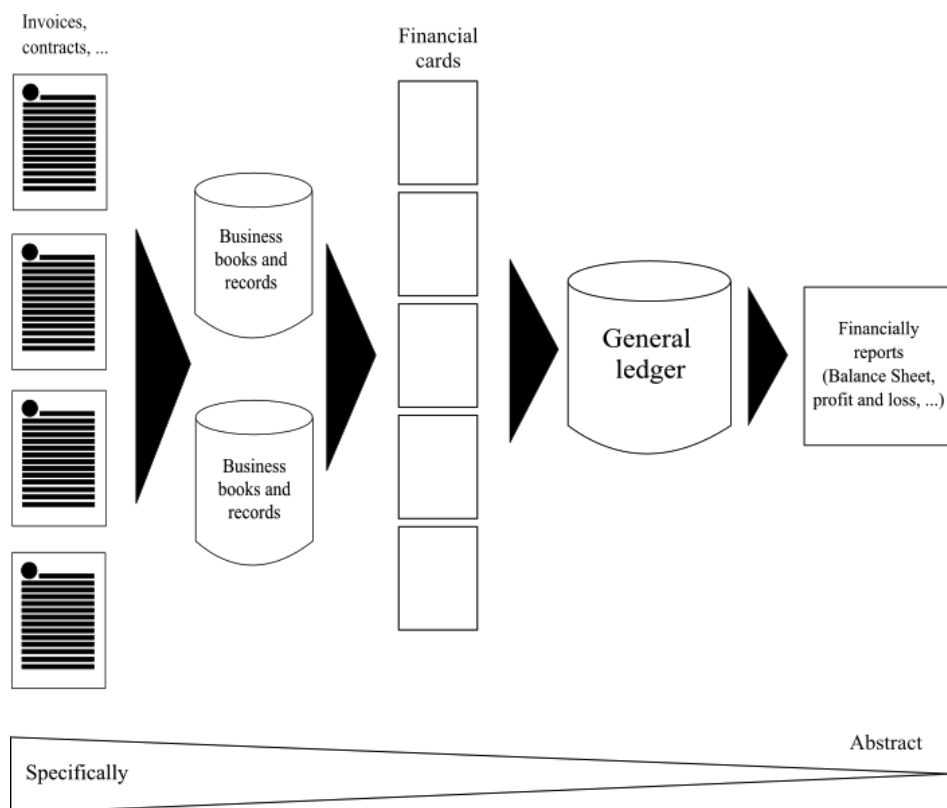 Invoices,
contracts, ...
Financial
cards
Business
books and
records
Business
books and
records
General
ledger
Financially
reports
(Balance Sheet,
profit and loss, ...)
Specifically
Abstract